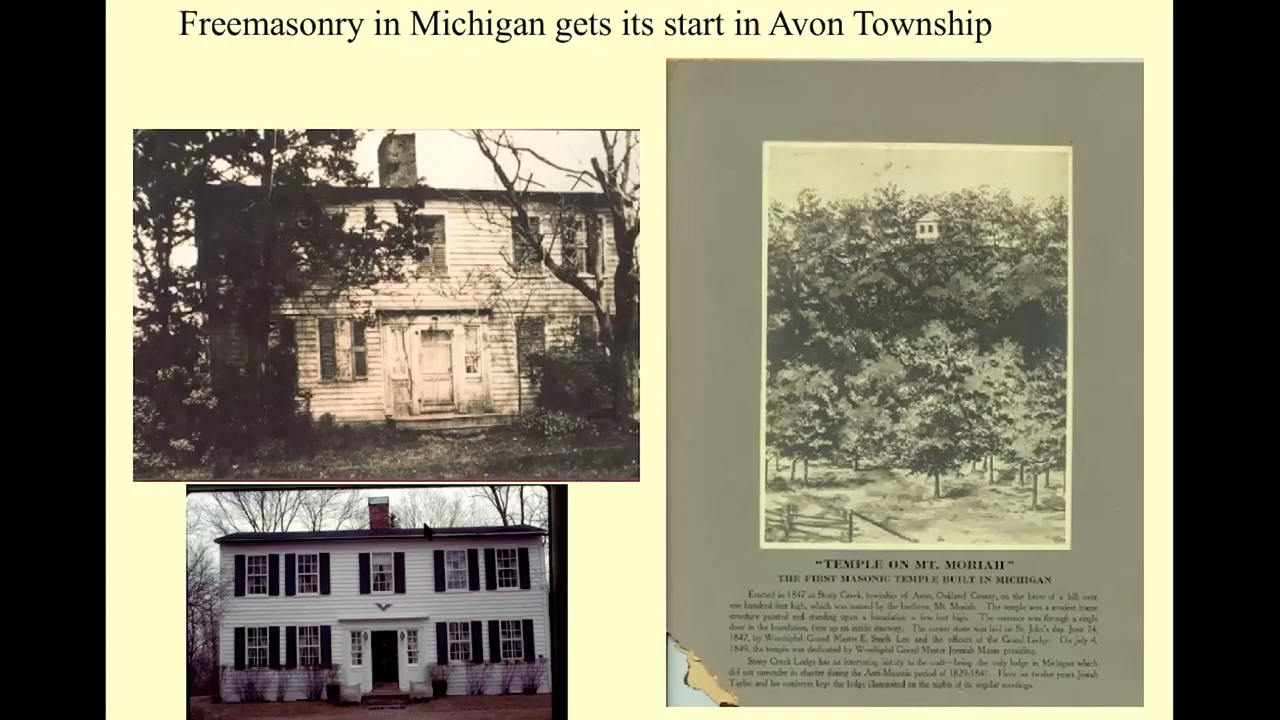 Freemasonry in Michigan gets its start in Avon Township
"TEMPLE ON MT. MORIAH"
THE FIRST MASONIC TEMPLE BUILT IN MICHIGAN
Erected in 1847 at Stony Creek, township of Avon, Oakland County, on the brow of a hill, over
one hundred feet high, which was named by the brethren, Mt. Moriah. The temple was a modest frame
structure painted red, standing upon a foundation a few feet high. The entrance was through a single
door in the foundation, then up an inside stairway. The corner stone was laid on St. John's day, June 24,
1847, by Worshipful Grand Master E. Smith Lee and the officers of the Grand Lodge. On July 4,
1849, the temple was dedicated by Worshipful Grand Master Jeremiah Moors presiding.
Stony Creek Lodge has an interesting history to the craft—being the only lodge in Michigan which
did not surrender its charter during the Anti-Masonic period of 1829-1841. Here for twelve years Josiah
Taylor and his conferers kept the lodge illuminated on the nights of its regular meetings.